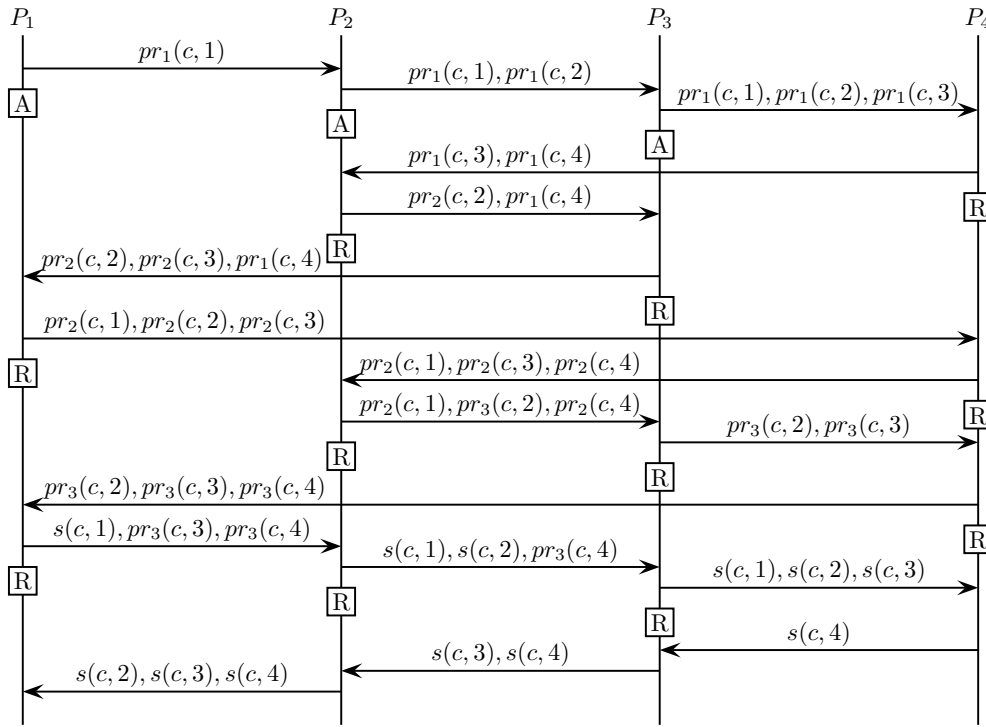 P₁ P₂ P₃ P₄
pr₁(c, 1)
pr₁(c, 1), pr₁(c, 2)
pr₁(c, 1), pr₁(c, 2), pr₁(c, 3)
A
A
A
pr₁(c, 3), pr₁(c, 4)
pr₂(c, 2), pr₁(c, 4)
R
R
pr₂(c, 2), pr₂(c, 3), pr₁(c, 4)
R
pr₂(c, 1), pr₂(c, 2), pr₂(c, 3)
R
pr₂(c, 1), pr₂(c, 3), pr₂(c, 4)
pr₂(c, 1), pr₃(c, 2), pr₂(c, 4)
R
pr₃(c, 2), pr₃(c, 3)
R
R
pr₃(c, 2), pr₃(c, 3), pr₃(c, 4)
s(c, 1), pr₃(c, 3), pr₃(c, 4)
R
s(c, 1), s(c, 2), pr₃(c, 4)
R
s(c, 1), s(c, 2), s(c, 3)
R
R
s(c, 4)
s(c, 3), s(c, 4)
s(c, 2), s(c, 3), s(c, 4)